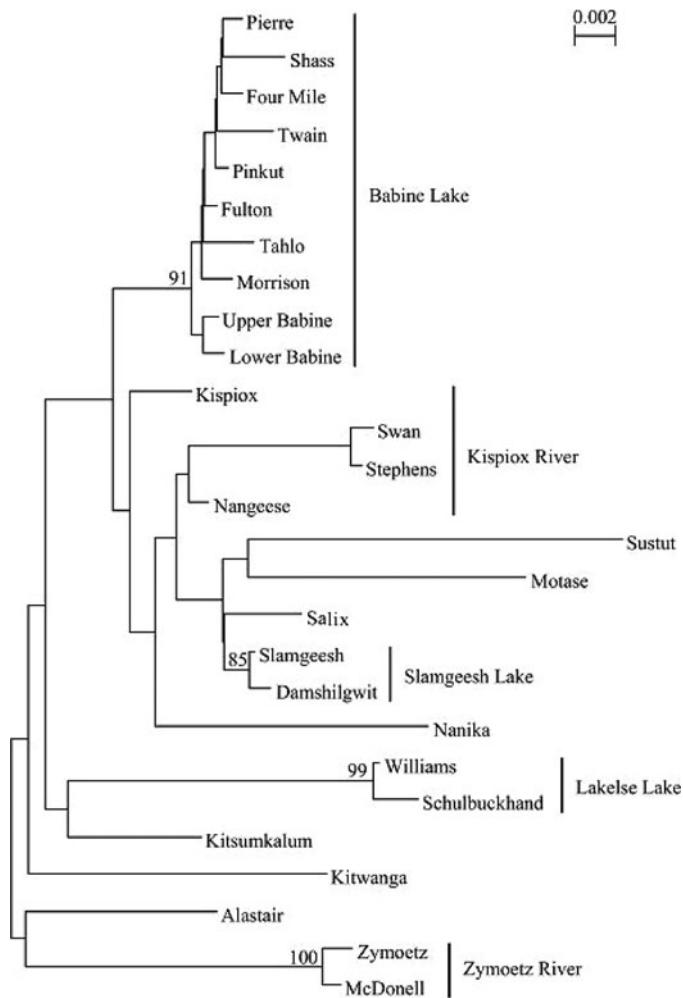 Pierre
0.002
Shass
Four Mile
Twain
Pinkut
Babine Lake
Fulton
Tahlo
91
Morrison
Upper Babine
Lower Babine
Kispiox
Swan
Kispiox River
Stephens
Nangeese
Sustut
Motase
Salix
85
Slamgeesh
Slamgeesh Lake
Damshilgwit
Nanika
99
Williams
Lakelse Lake
Schulbuckhand
Kitsumkalum
Kitwanga
Alastair
100
Zymoetz
Zymoetz River
McDonell